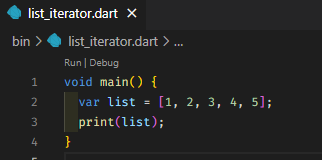 list_iterator.dart ×
bin > list_iterator.dart > ...
Run | Debug
1 void main() {
2 var list = [1, 2, 3, 4, 5];
3 print(list);
4 }